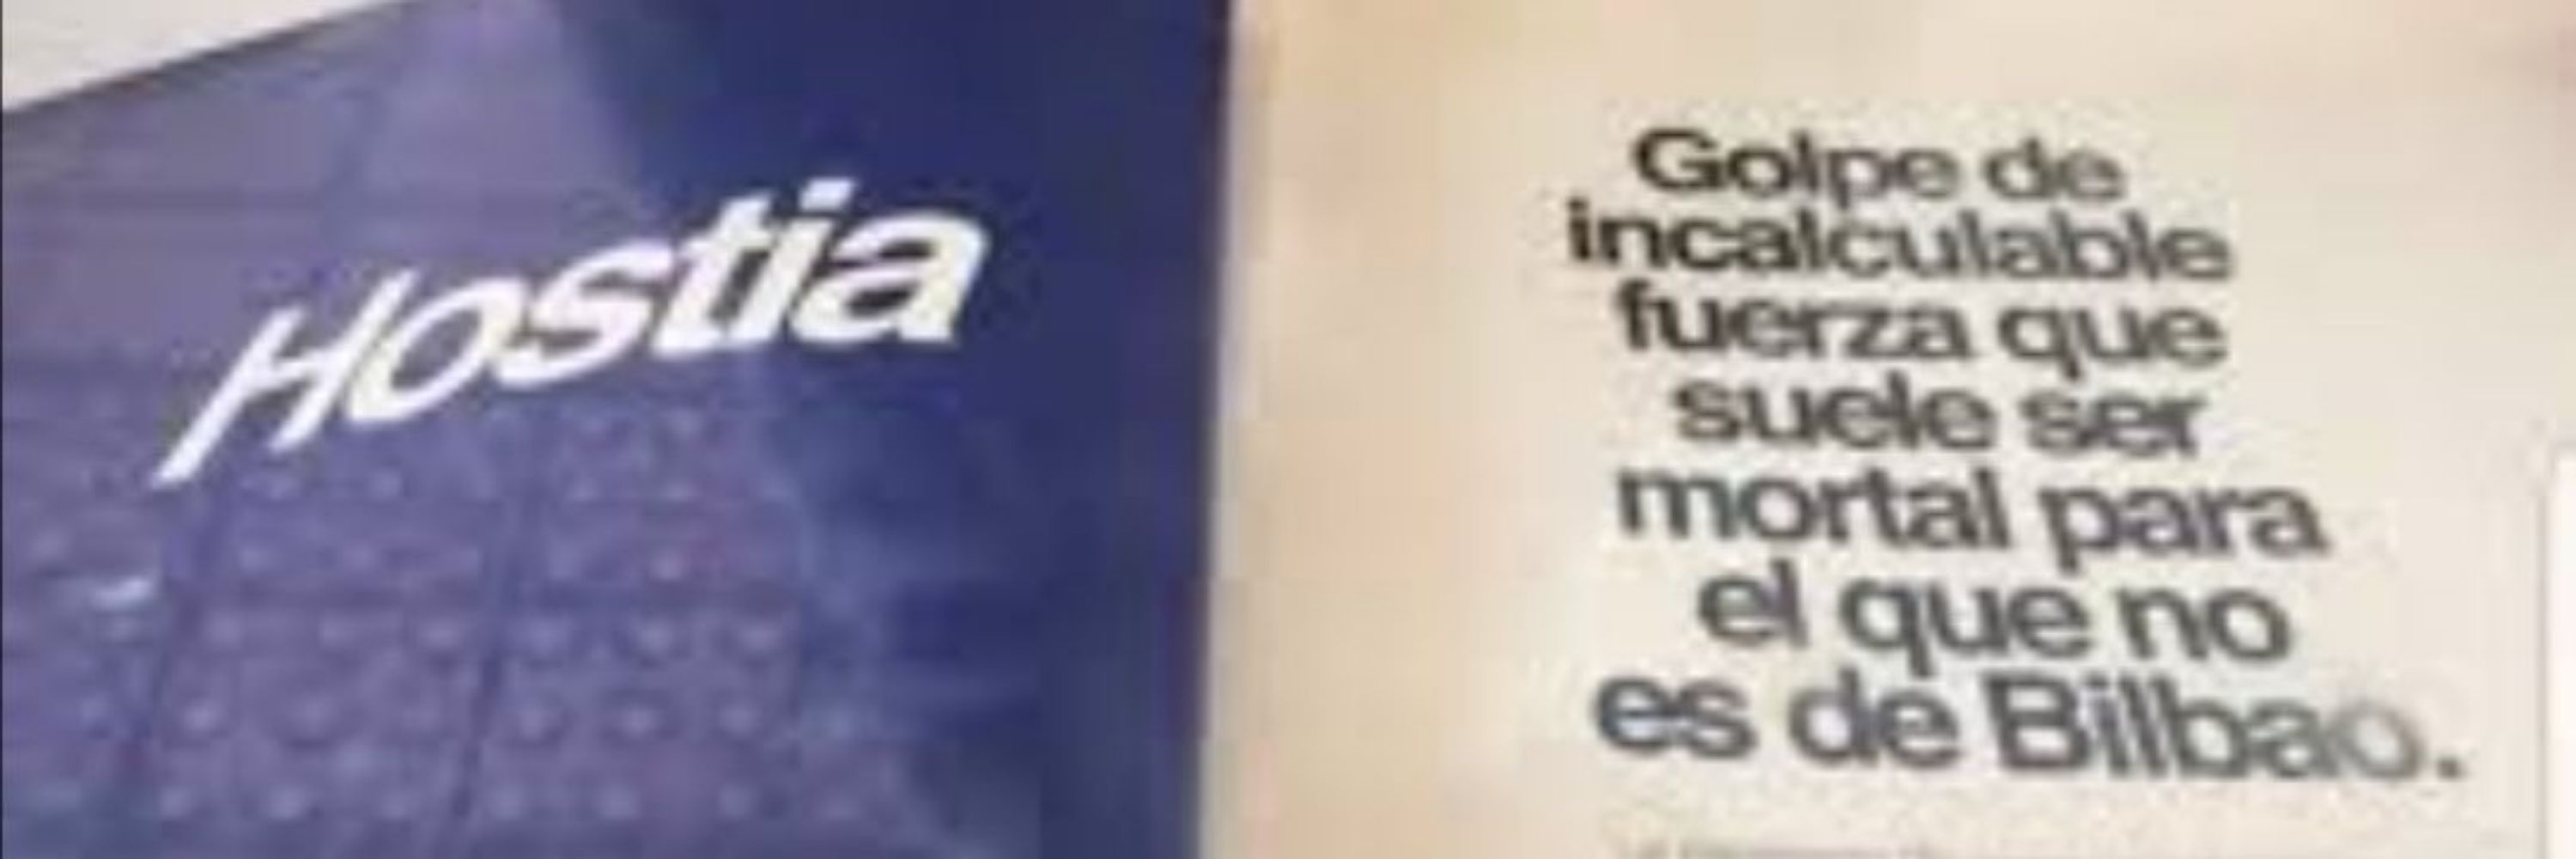 Hostia
Golpe de
incalculable
fuerza que
suele ser
mortal para
el que no
es de Bilbao.